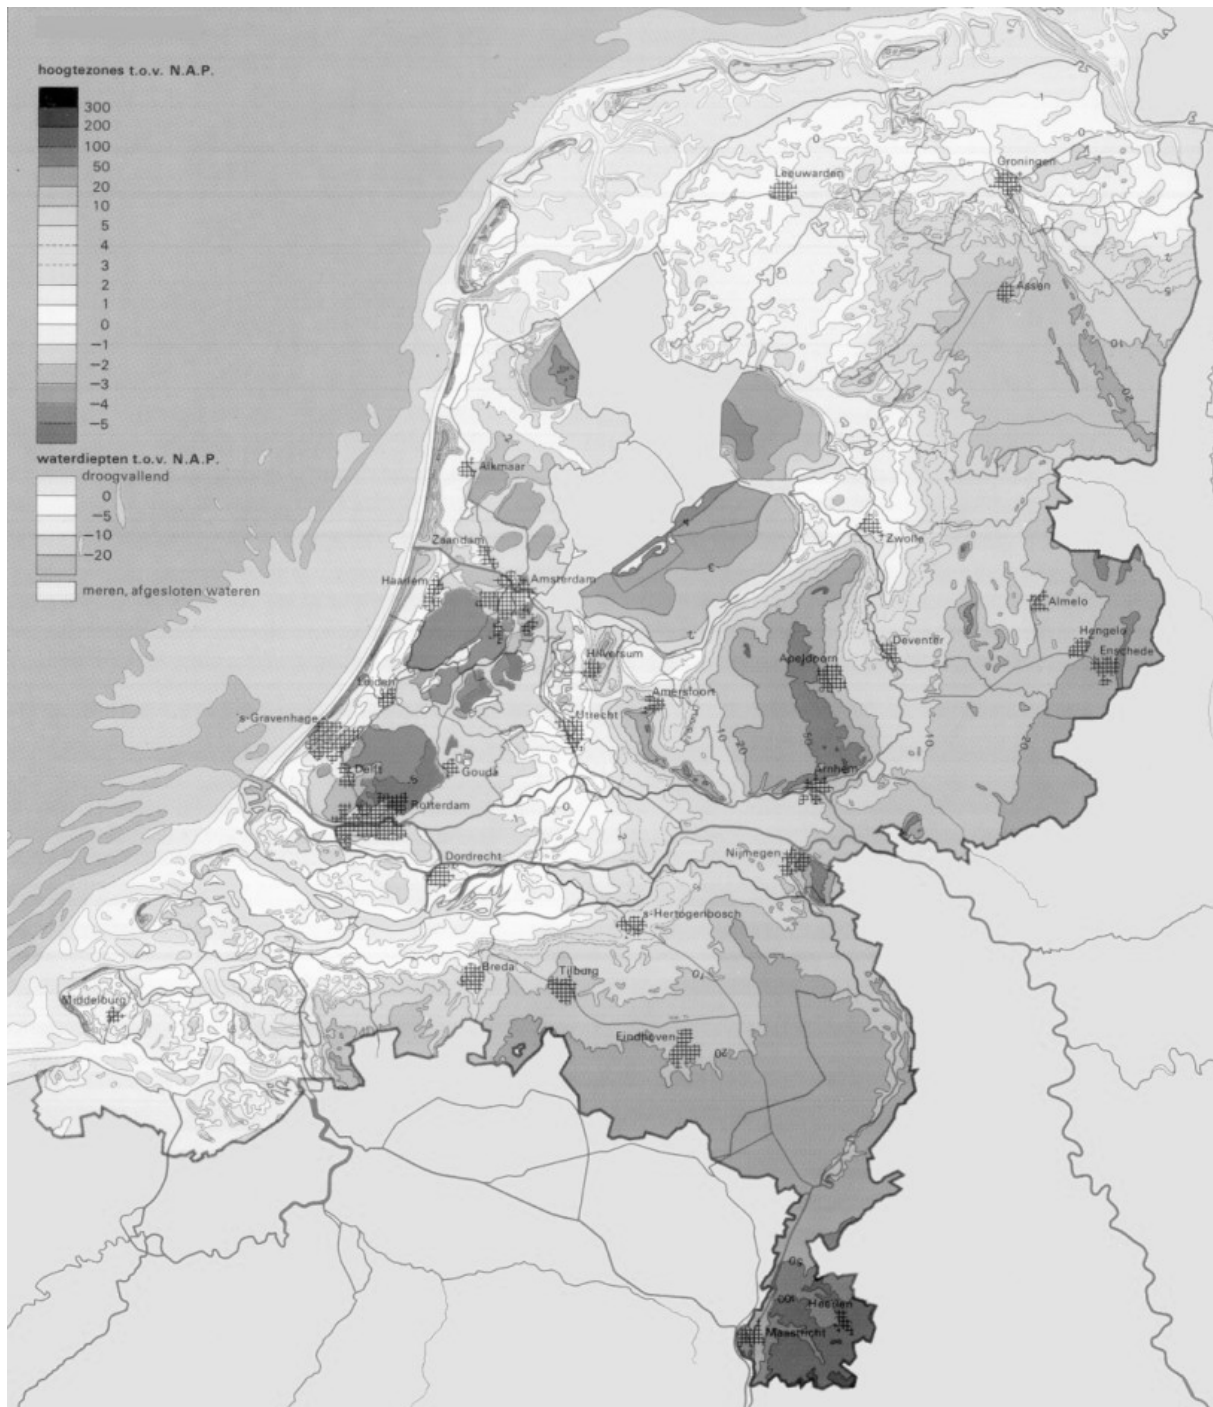 hoogtezones t.o.v. N.A.P.
300
200
100
50
20
10
5
4
3
2
1
0
−1
−2
−3
−4
−5
waterdiepten t.o.v. N.A.P.
droogvallend
0
−5
−10
−20
meren, afgesloten wateren
Groningen
Leeuwarden
Assen
Alkmaar
Zwolle
Zaandam
Haarlem
Amsterdam
Almelo
Hengelo
Enschede
Deventer
Hilversum
Apeldoorn
Leiden
Amersfoort
's-Gravenhage
Utrecht
Delft
Gouda
Arnhem
Rotterdam
Dordrecht
Nijmegen
's-Hertogenbosch
Breda
Tilburg
Middelburg
Eindhoven
Heerlen
Maastricht